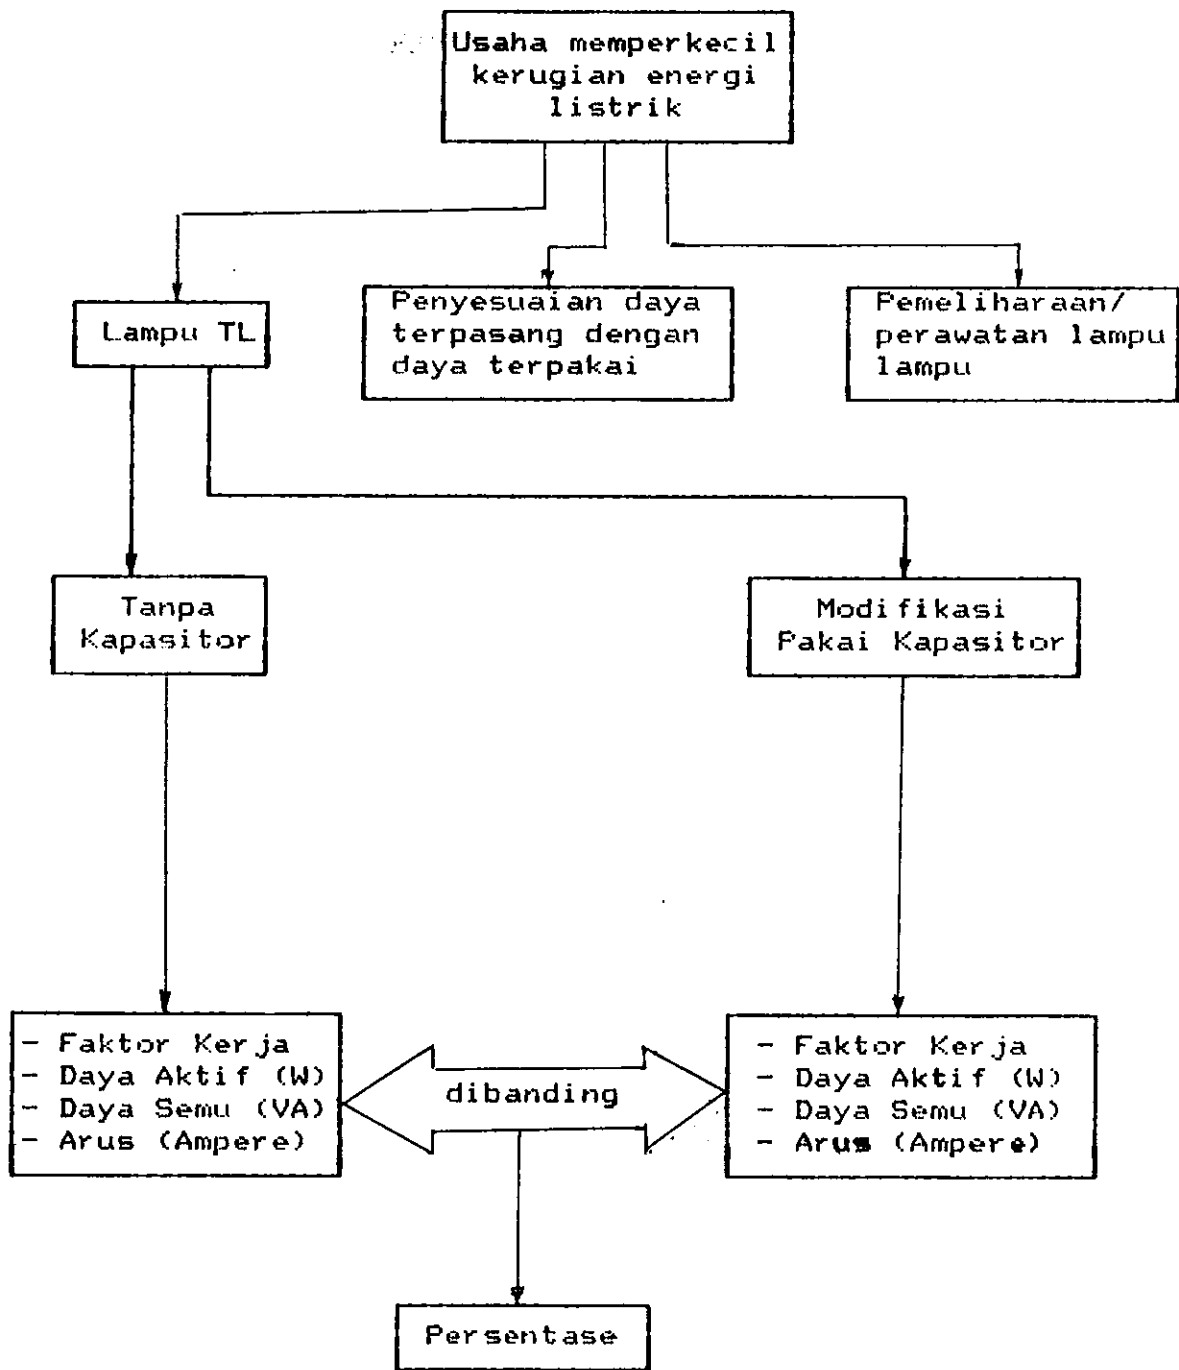 Usaha memperkecil
kerugian energi
listrik
Lampu TL
Penyesuaian daya
terpasang dengan
daya terpakai
Pemeliharaan/
perawatan lampu
lampu
Tanpa
Kapasitor
Modifikasi
Pakai Kapasitor
- Faktor Kerja
- Daya Aktif (W)
- Daya Semu (VA)
- Arus (Ampere)
dibanding
- Faktor Kerja
- Daya Aktif (W)
- Daya Semu (VA)
- Arus (Ampere)
Persentase